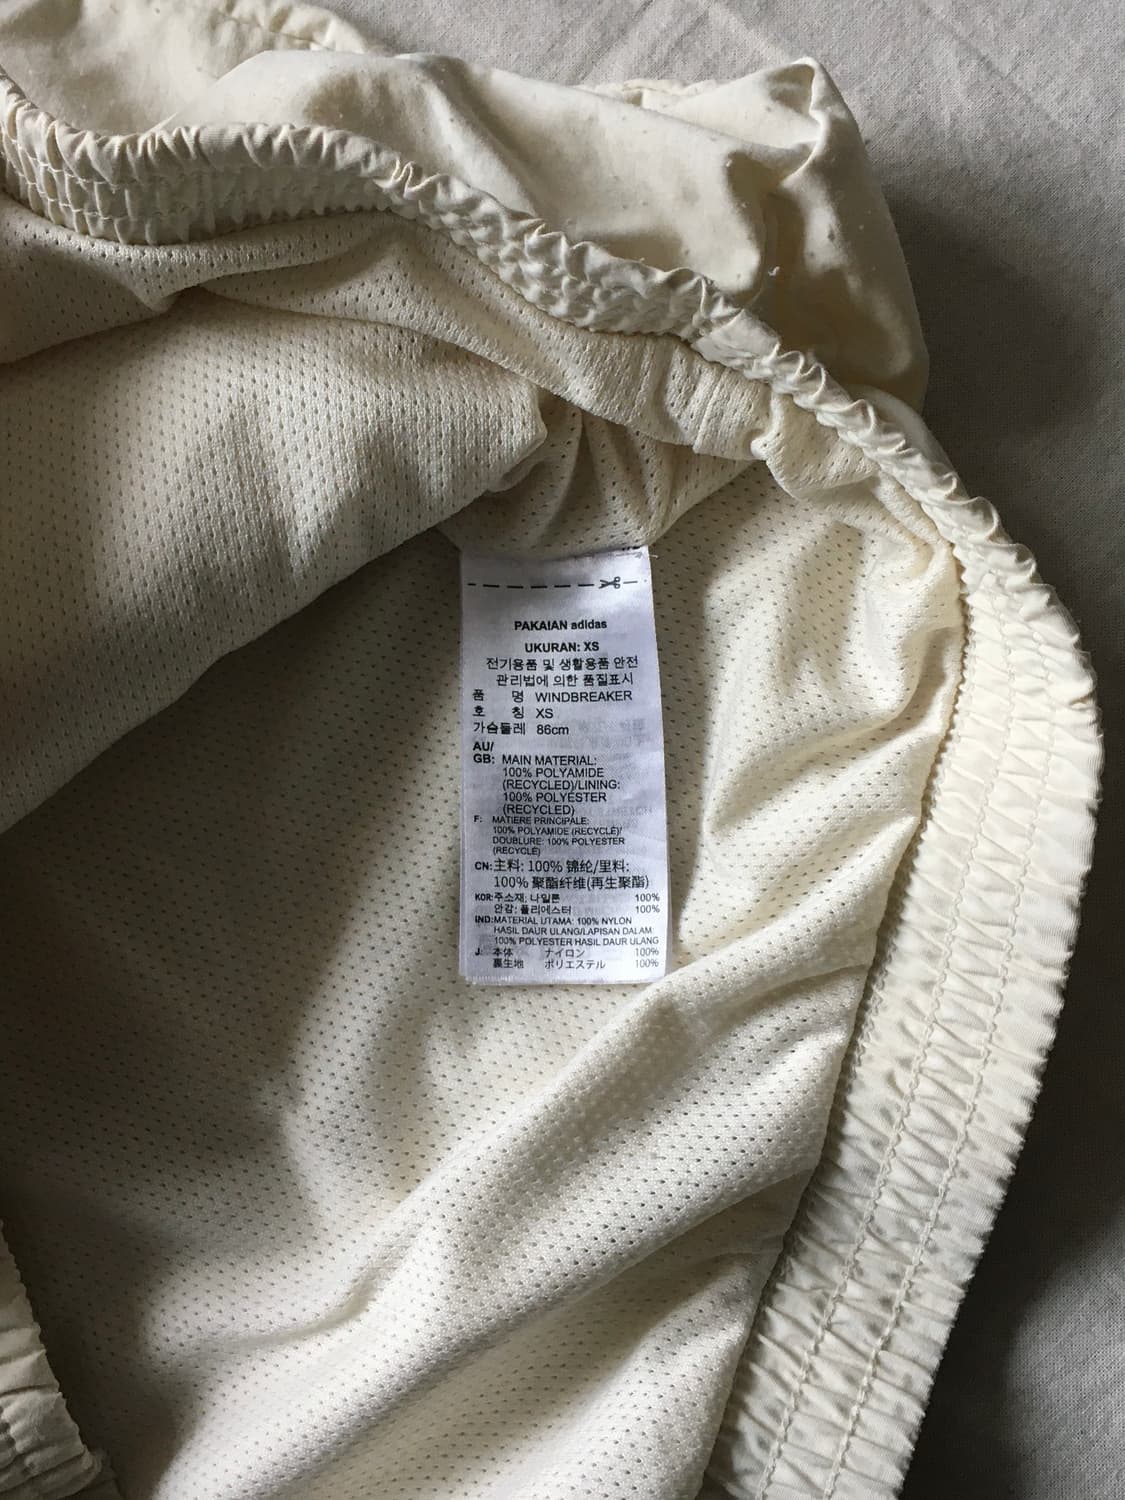 PAKAIAN adidas
UKURAN: XS
전기용품 및 생활용품 안전
관리법에 의한 품질표시
품 명 WINDBREAKER
호 칭 XS
가슴둘레 86cm
AU/
GB: MAIN MATERIAL:
100% POLYAMIDE
(RECYCLED)/LINING:
100% POLYESTER
(RECYCLED)
F: MATIERE PRINCIPALE:
100% POLYAMIDE (RECYCLÉ)/
DOUBLURE: 100% POLYESTER
(RECYCLÉ)
CN: 主料: 100% 锦纶/里料:
100% 聚酯纤维(再生聚酯)
KOR: 주소재; 나일론 100%
안감: 폴리에스터 100%
IND: MATERIAL UTAMA: 100% NYLON
HASIL DAUR ULANG/LAPISAN DALAM:
100% POLYESTER HASIL DAUR ULANG
J: 本体 ナイロン 100%
裏生地 ポリエステル 100%